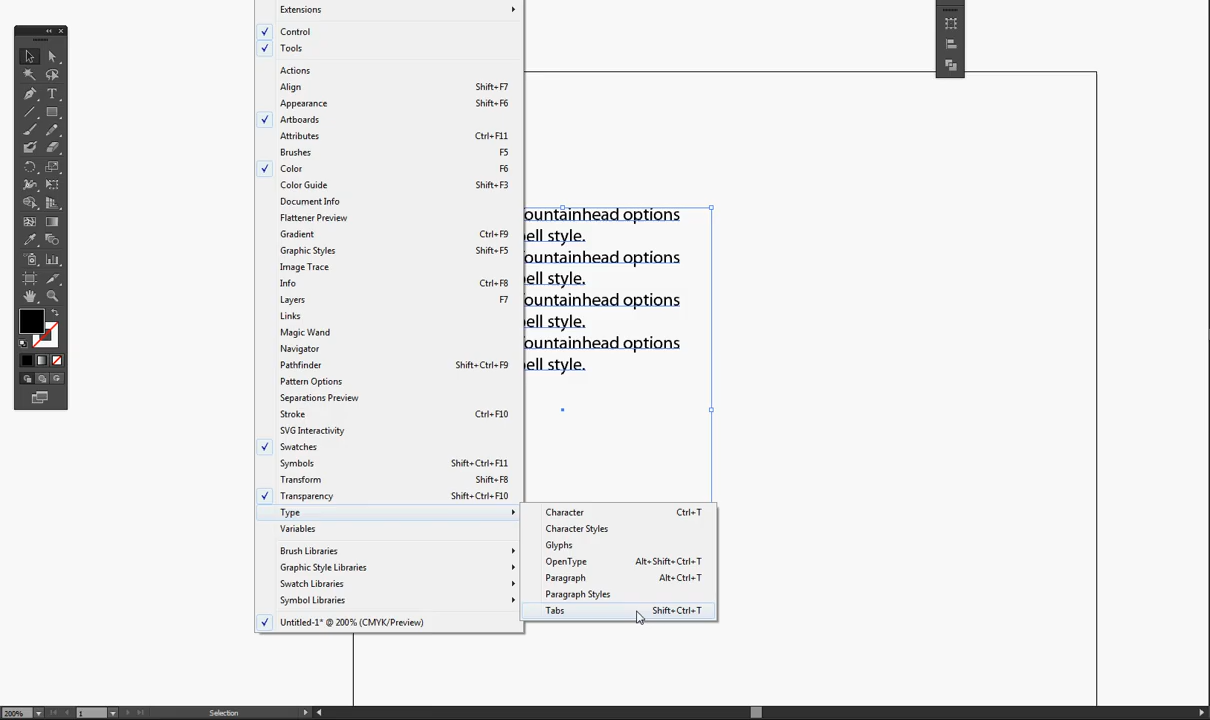 Extensions
Control
Tools
Actions
Align Shift+F7
Appearance Shift+F6
Artboards
Attributes Ctrl+F11
Brushes F5
Color F6
Color Guide Shift+F3
Document Info
Flattener Preview
Gradient Ctrl+F9
Graphic Styles Shift+F5
Image Trace
Info Ctrl+F8
Layers F7
Links
Magic Wand
Navigator
Pathfinder Shift+Ctrl+F9
Pattern Options
Separations Preview
Stroke Ctrl+F10
SVG Interactivity
Swatches
Symbols Shift+Ctrl+F11
Transform Shift+F8
Transparency Shift+Ctrl+F10
Type
Variables
Brush Libraries
Graphic Style Libraries
Swatch Libraries
Symbol Libraries
Untitled-1* @ 200% (CMYK/Preview)
ountainhead options
ell style.
ountainhead options
ell style.
ountainhead options
ell style.
ountainhead options
ell style.
Character Ctrl+T
Character Styles
Glyphs
OpenType Alt+Shift+Ctrl+T
Paragraph Alt+Ctrl+T
Paragraph Styles
Tabs Shift+Ctrl+T
200% 1 Selection